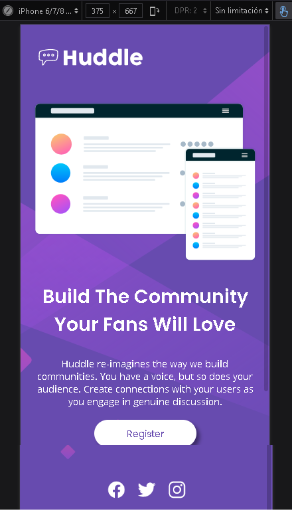 iPhone 6/7/8 ...
375 × 667
DPR: 2
Sin limitación
Huddle
Build The Community
Your Fans Will Love
Huddle re-imagines the way we build
communities. You have a voice, but so does your
audience. Create connections with your users as
you engage in genuine discussion.
Register